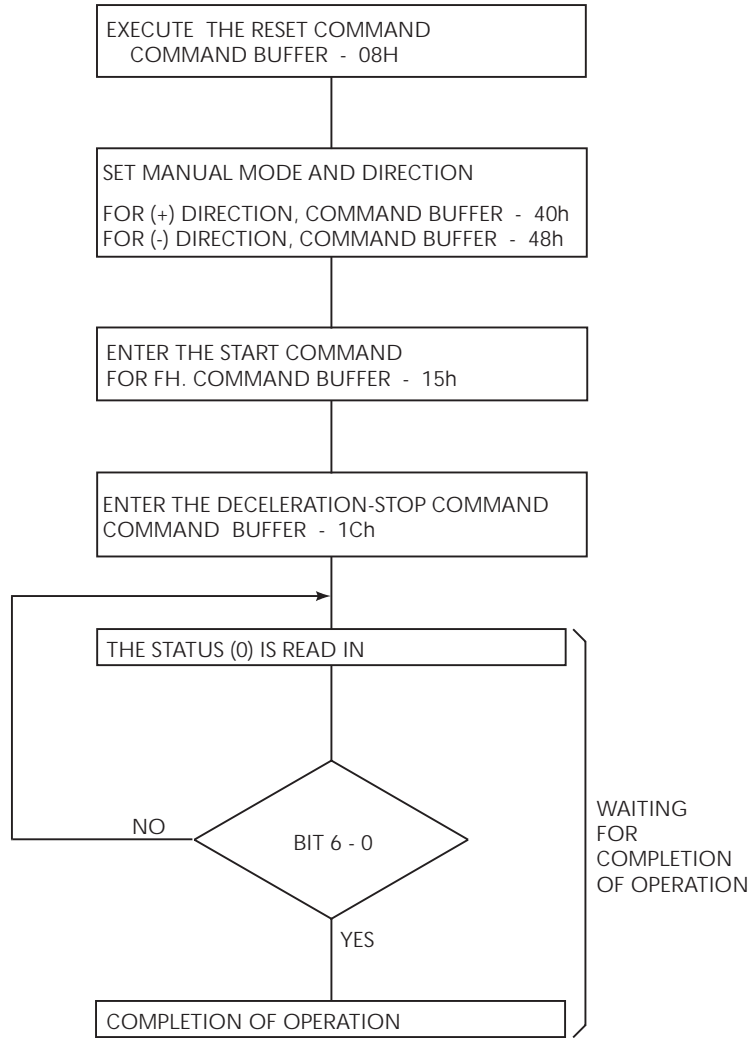 EXECUTE THE RESET COMMAND
COMMAND BUFFER - 08H
SET MANUAL MODE AND DIRECTION
FOR (+) DIRECTION, COMMAND BUFFER - 40h
FOR (-) DIRECTION, COMMAND BUFFER - 48h
ENTER THE START COMMAND
FOR FH. COMMAND BUFFER - 15h
ENTER THE DECELERATION-STOP COMMAND
COMMAND BUFFER - 1Ch
THE STATUS (0) IS READ IN
NO
BIT 6 - 0
YES
WAITING
FOR
COMPLETION
OF OPERATION
COMPLETION OF OPERATION